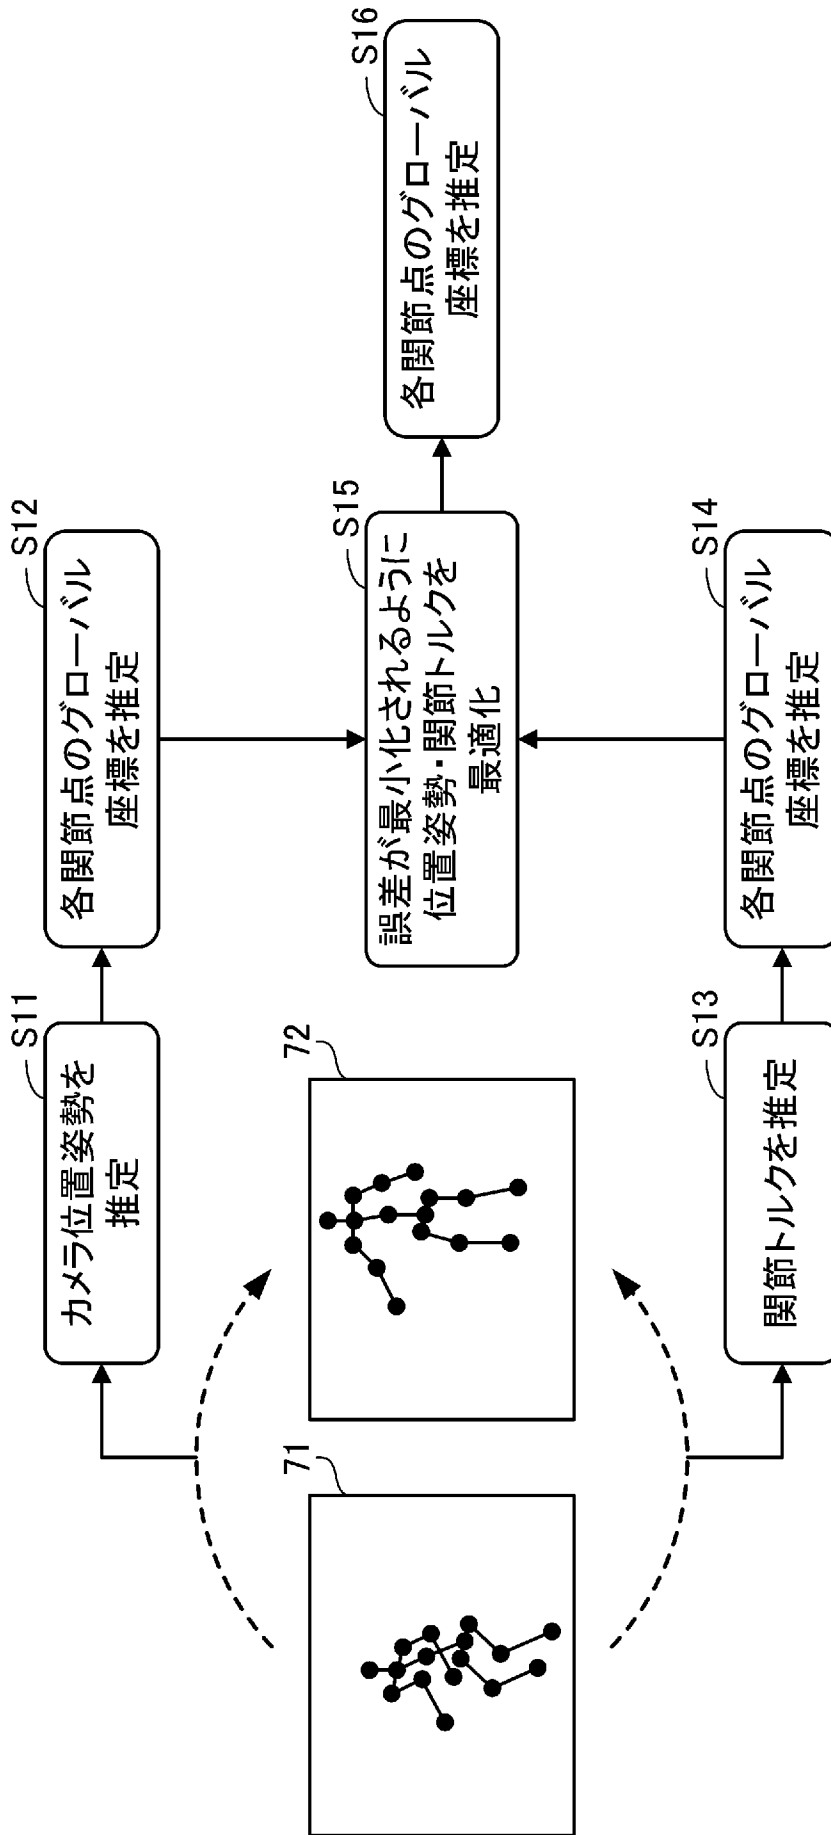 S11
カメラ位置姿勢を
推定
S12
各関節点のグローバル
座標を推定
71
72
S13
関節トルクを推定
S14
各関節点のグローバル
座標を推定
S15
誤差が最小化されるように
位置姿勢・関節トルクを
最適化
S16
各関節点のグローバル
座標を推定